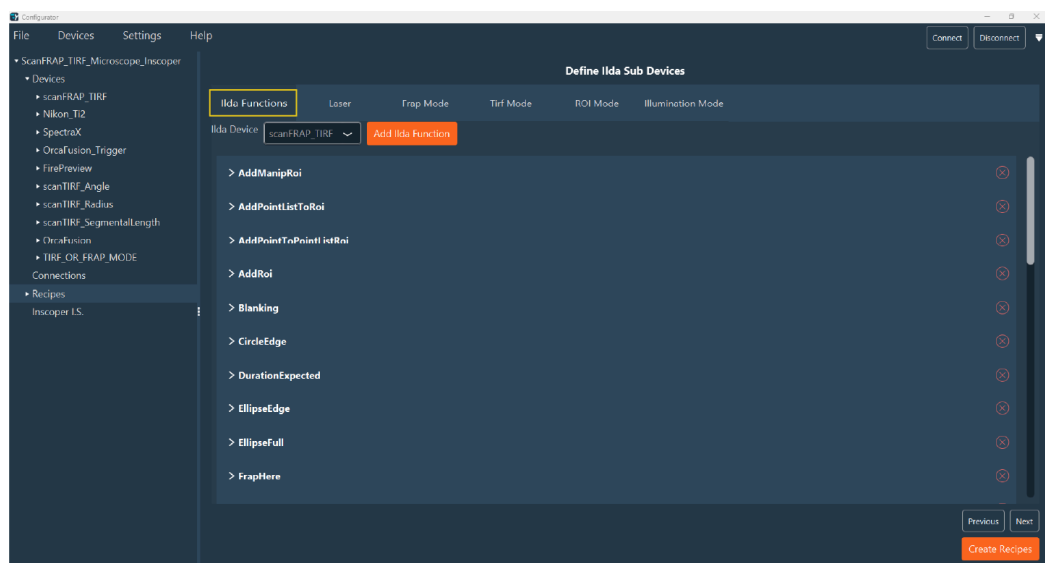 Configurator
File Devices Settings Help
Connect Disconnect
ScanFRAP_TIRF_Microscope_Inscoper
Devices
scanFRAP_TIRF
Nikon_Ti2
SpectraX
OrcaFusion_Trigger
FirePreview
scanTIRF_Angle
scanTIRF_Radius
scanTIRF_SegmentalLength
OrcaFusion
TIRF_OR_FRAP_MODE
Connections
Recipes
Inscoper I.S.
Define Ilda Sub Devices
Ilda Functions Laser Frap Mode Tirf Mode ROI Mode Illumination Mode
Ilda Device scanFRAP_TIRF Add Ilda Function
AddManipRoi
AddPointListToRoi
AddPointToPointListRoi
AddRoi
Blanking
CircleEdge
DurationExpected
EllipseEdge
EllipseFull
FrapHere
Previous Next
Create Recipes